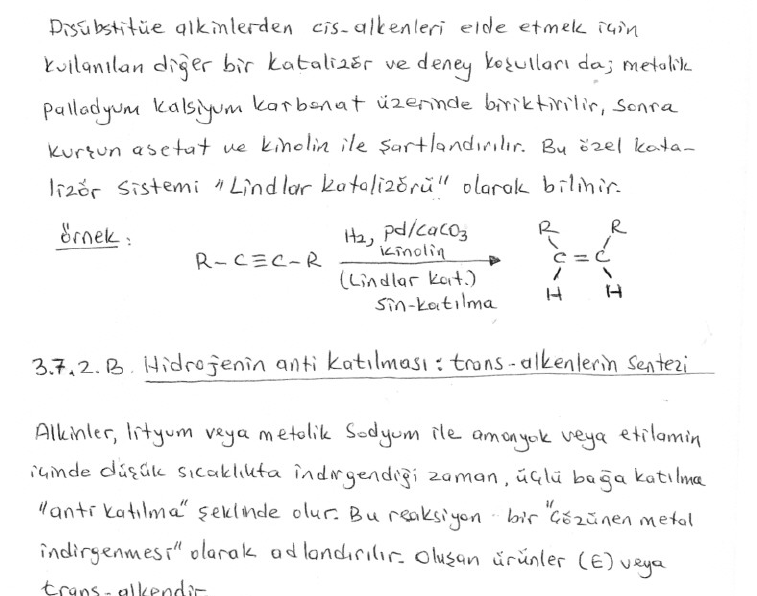 Disübstitüe alkinlerden cis-alkenleri elde etmek için
kullanılan diğer bir katalizör ve deney koşulları da; metalik
palladyum kalsiyum karbonat üzerinde biriktirilir, sonra
kurşun asetat ve kinolin ile şartlandırılır. Bu özel kata-
lizör sistemi "Lindlar katalizörü" olarak bilinir.
örnek :
R-C≡C-R
H2, pd/CaCO3
kinolin
(Lindlar kat.)
sin-katılma
R R
C=C
H H
3.7.2.B. Hidrojenin anti katılması : trans-alkenlerin sentezi
Alkinler, lityum veya metalik sodyum ile amonyak veya etilamin
içinde düşük sıcaklıkta indirgendiği zaman, üçlü bağa katılma
"anti katılma" şeklinde olur. Bu reaksiyon bir "çözünen metal
indirgenmesi" olarak adlandırılır. Oluşan ürünler (E) veya
trans-alkendir.